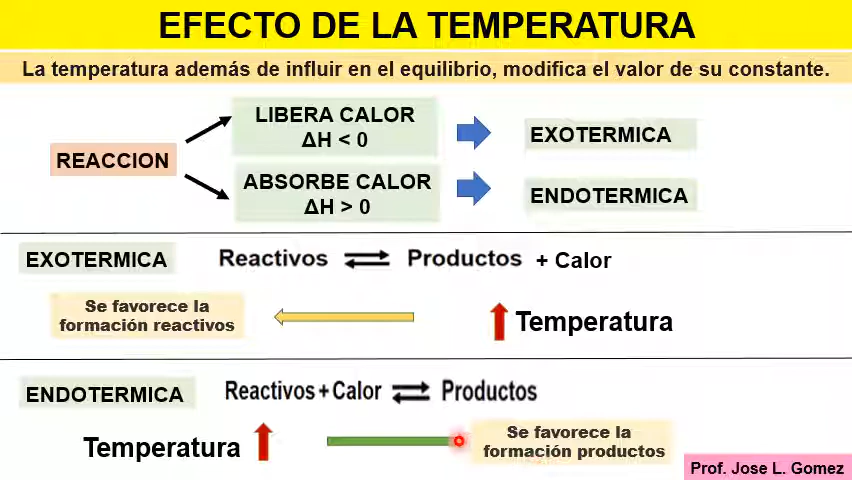 EFECTO DE LA TEMPERATURA
La temperatura además de influir en el equilibrio, modifica el valor de su constante.
REACCION
LIBERA CALOR
ΔH < 0
EXOTERMICA
ABSORBE CALOR
ΔH > 0
ENDOTERMICA
EXOTERMICA
Reactivos ⇌ Productos + Calor
Se favorece la
formación reactivos
Temperatura
ENDOTERMICA
Reactivos + Calor ⇌ Productos
Temperatura
Se favorece la
formación productos
Prof. Jose L. Gomez